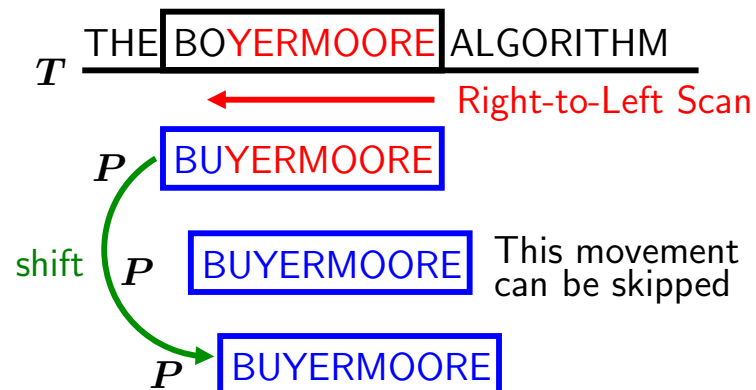 THE BOYERMOORE ALGORITHM
T
Right-to-Left Scan
P BUYERMOORE
shift
P BUYERMOORE This movement
can be skipped
P BUYERMOORE